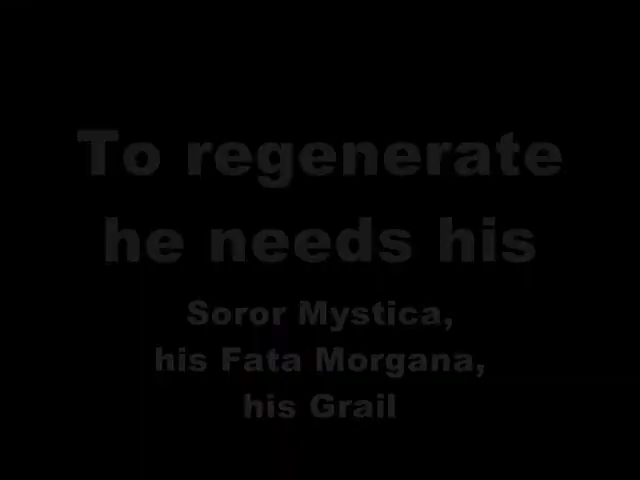 To regenerate
he needs his
Soror Mystica,
his Fata Morgana,
his Grail